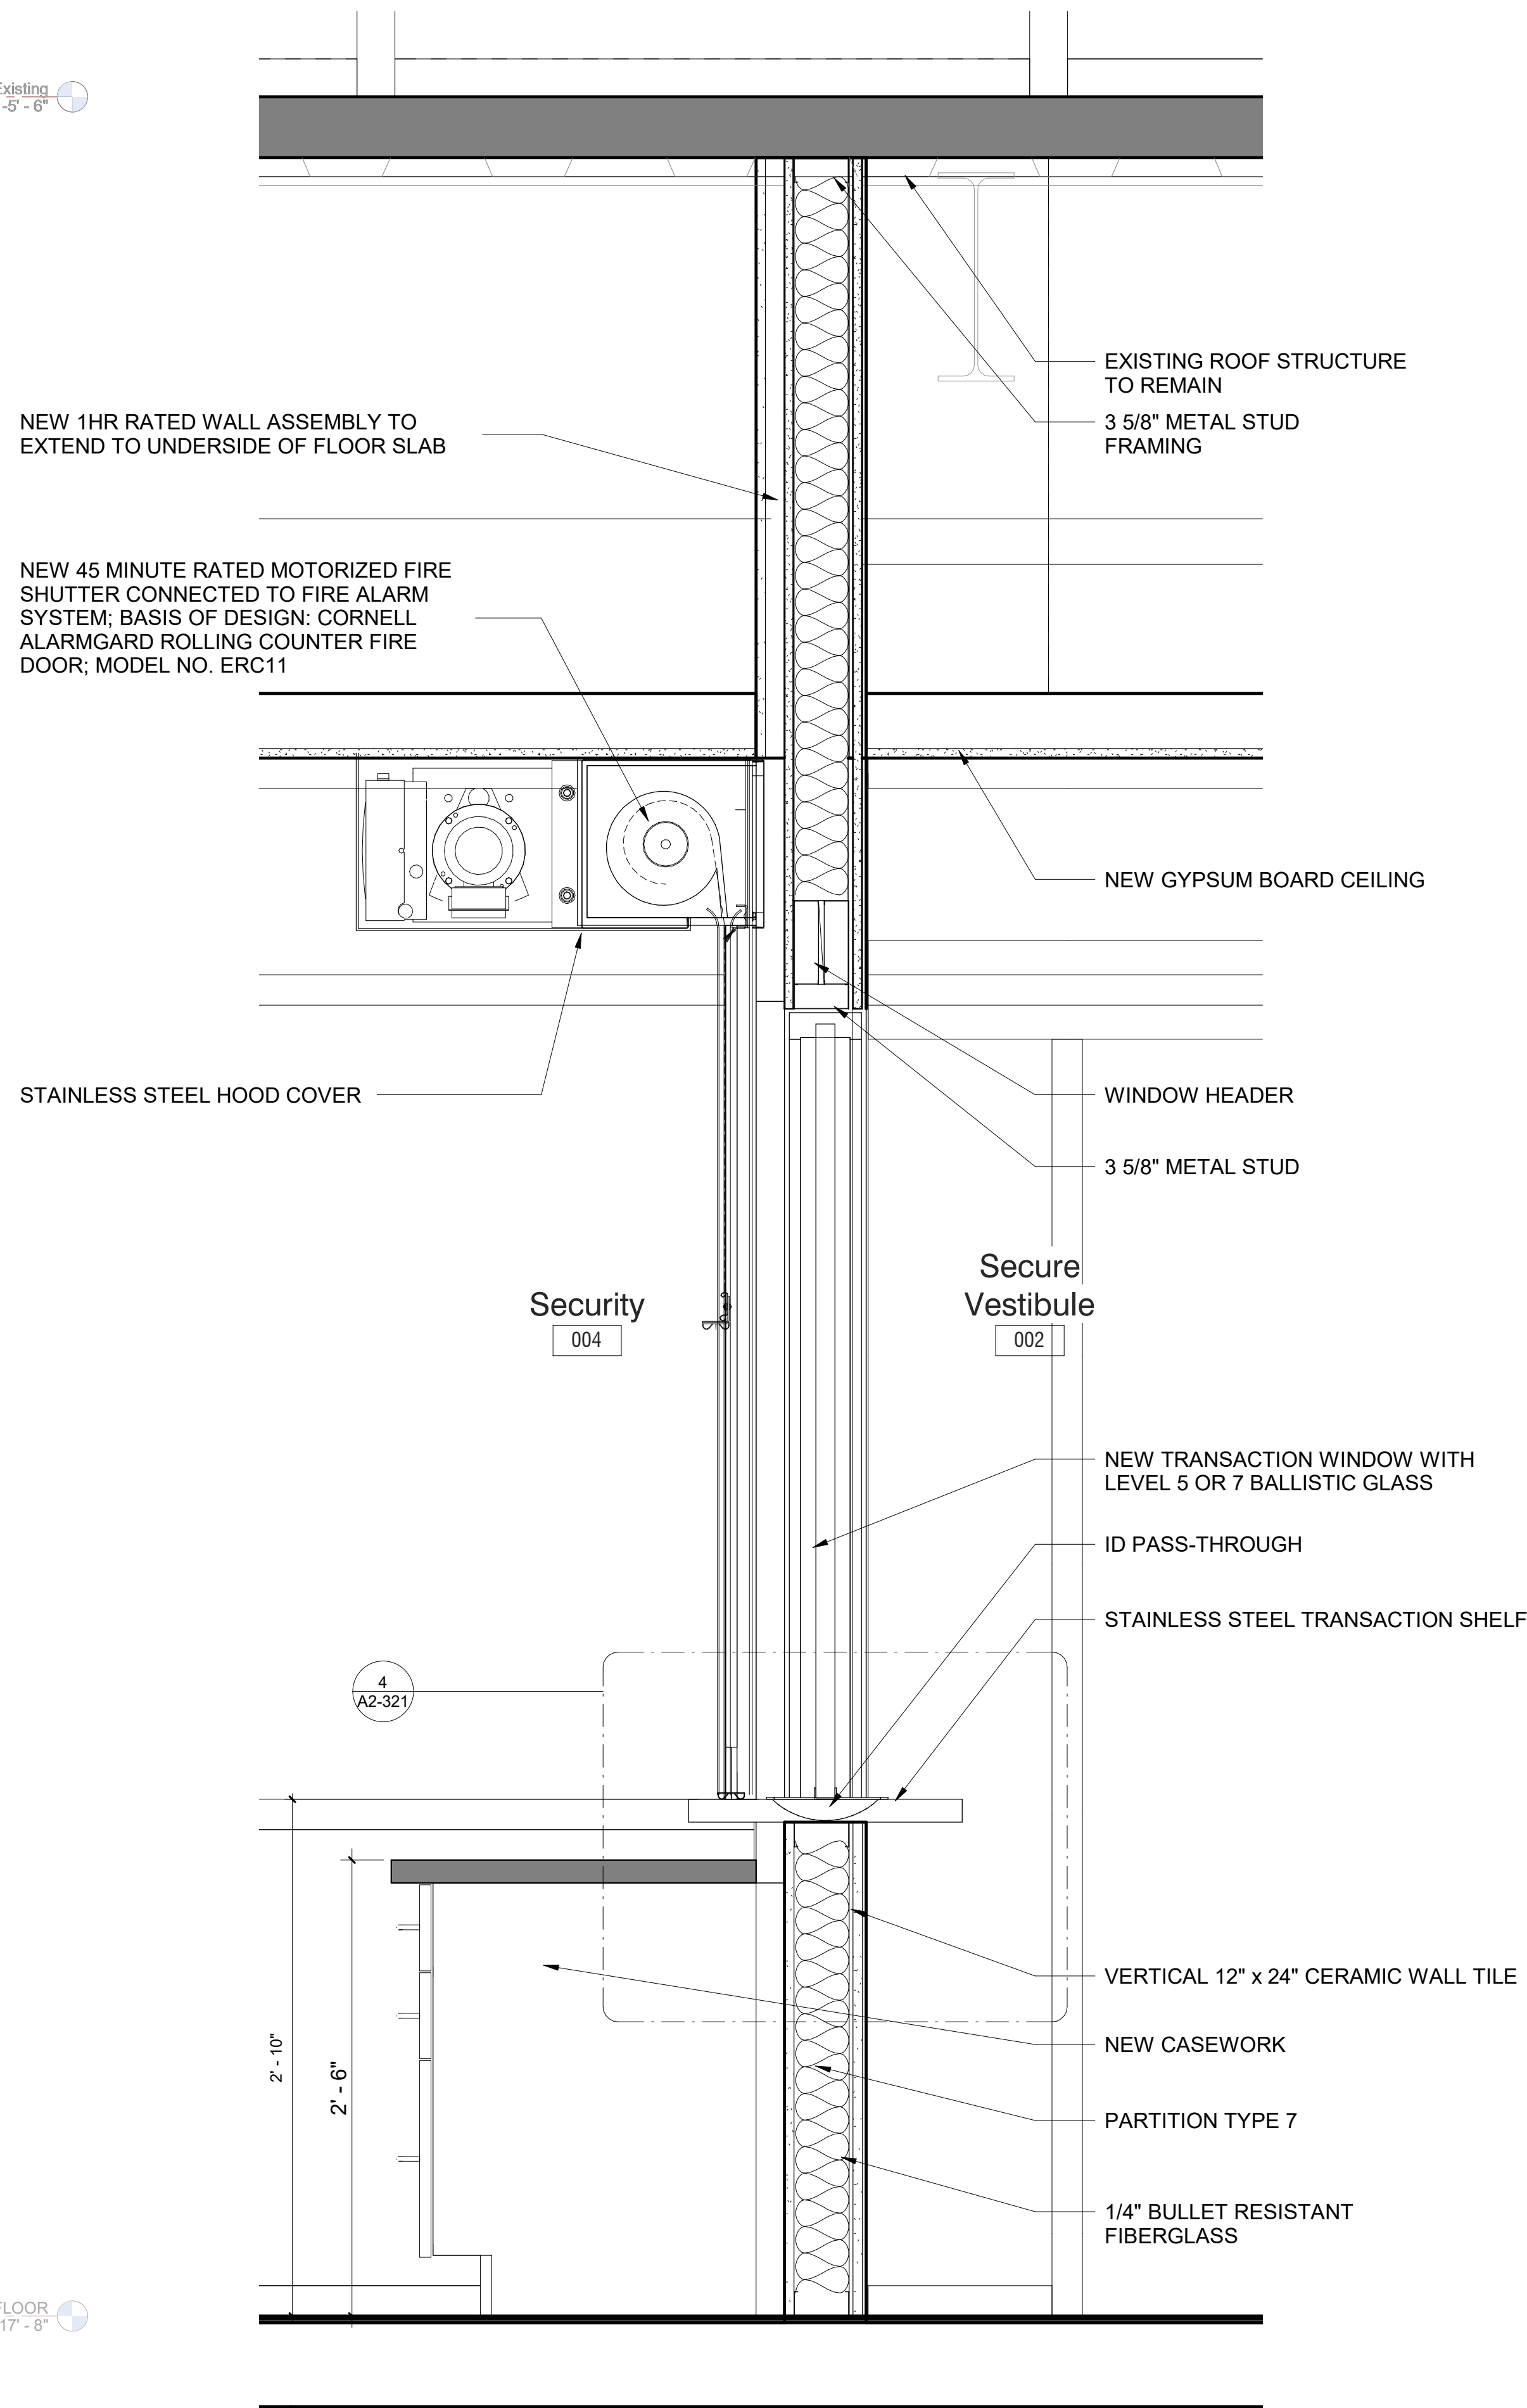 Existing
-5' - 6"
EXISTING ROOF STRUCTURE
TO REMAIN
3 5/8" METAL STUD
FRAMING
NEW 1HR RATED WALL ASSEMBLY TO
EXTEND TO UNDERSIDE OF FLOOR SLAB
NEW 45 MINUTE RATED MOTORIZED FIRE
SHUTTER CONNECTED TO FIRE ALARM
SYSTEM; BASIS OF DESIGN: CORNELL
ALARMGARD ROLLING COUNTER FIRE
DOOR; MODEL NO. ERC11
NEW GYPSUM BOARD CEILING
STAINLESS STEEL HOOD COVER
WINDOW HEADER
3 5/8" METAL STUD
Security
004
Secure
Vestibule
002
NEW TRANSACTION WINDOW WITH
LEVEL 5 OR 7 BALLISTIC GLASS
ID PASS-THROUGH
STAINLESS STEEL TRANSACTION SHELF
4
A2-321
VERTICAL 12" x 24" CERAMIC WALL TILE
NEW CASEWORK
2' - 10"
2' - 6"
PARTITION TYPE 7
1/4" BULLET RESISTANT
FIBERGLASS
FLOOR
17' - 8"